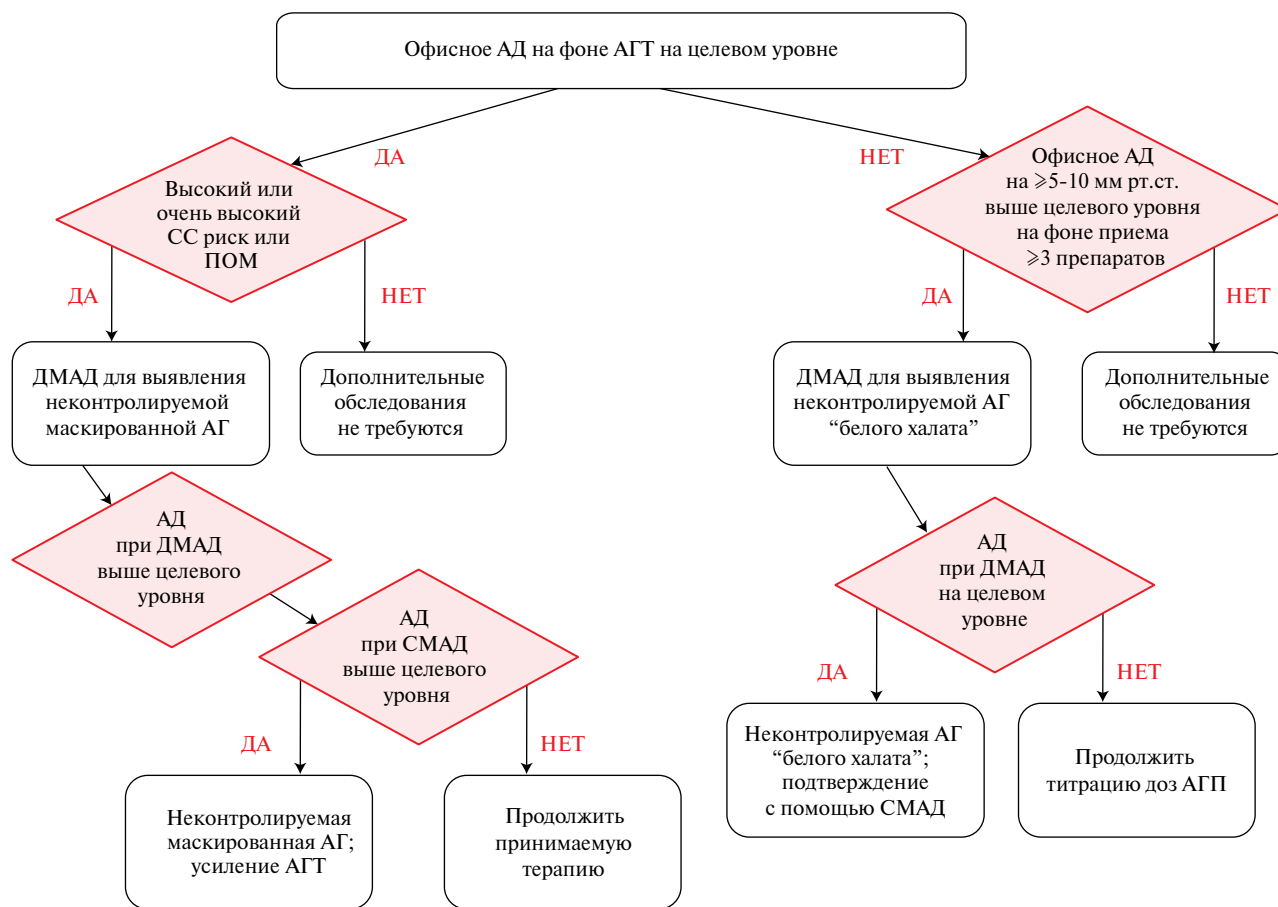 Офисное АД на фоне АГТ на целевом уровне
ДА
НЕТ
Высокий или
очень высокий
СС риск или
ПОМ
Офисное АД
на ⩾5-10 мм рт.ст.
выше целевого уровня
на фоне приема
⩾3 препаратов
ДА
НЕТ
ДА
НЕТ
ДМАД для выявления
неконтролируемой
маскированной АГ
Дополнительные
обследования
не требуются
ДМАД для выявления
неконтролируемой АГ
“белого халата”
Дополнительные
обследования
не требуются
АД
при ДМАД
выше целевого
уровня
АД
при ДМАД
на целевом
уровне
АД
при СМАД
выше целевого
уровня
ДА
НЕТ
ДА
НЕТ
Неконтролируемая АГ
“белого халата”;
подтверждение
с помощью СМАД
Продолжить
титрацию доз АГП
Неконтролируемая
маскированная АГ;
усиление АГТ
Продолжить
принимаемую
терапию